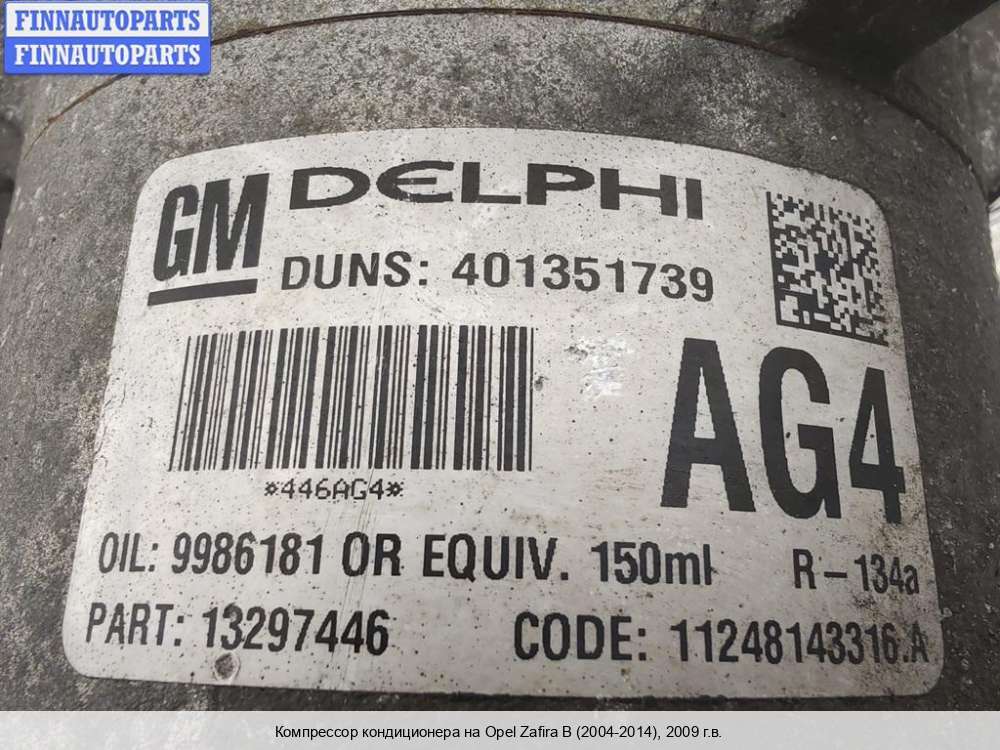 FINNAUTOPARTS
FINNAUTOPARTS
GM DELPHI
DUNS: 401351739
AG4
*446AG4*
OIL: 9986181 OR EQUIV. 150ml R-134a
PART: 13297446 CODE: 11248143316.A
Компрессор кондиционера на Opel Zafira B (2004-2014), 2009 г.в.